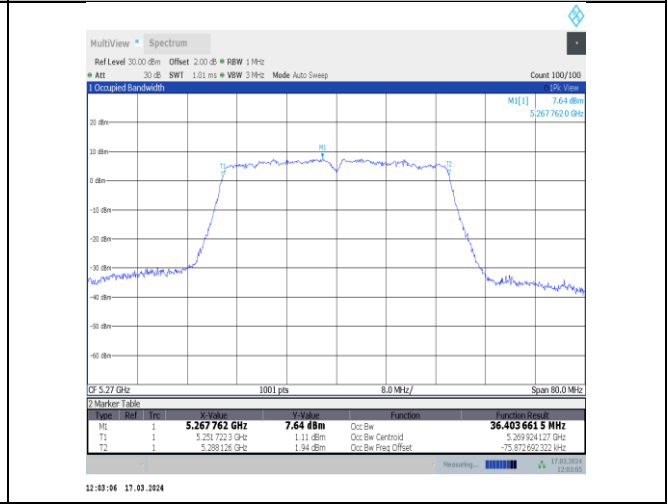 MultiView Spectrum
Ref Level 30.00 dBm Offset 2.00 dB RBW 1 MHz
Att 30 dB SWT 1.01 ms VBW 3 MHz Mode Auto Sweep Count 100/100
1 Occupied Bandwidth 1Pk View
M1[1] 7.64 dBm
5.267 762 0 GHz
20 dBm
M1
10 dBm
T1 T2
0 dBm
-10 dBm
-20 dBm
-30 dBm
-40 dBm
-50 dBm
-60 dBm
CF 5.27 GHz 1001 pts 8.0 MHz/ Span 80.0 MHz
2 Marker Table
Type Ref Trc X-Value Y-Value Function Function Result
M1 1 5.267 762 GHz 7.64 dBm Occ Bw 36.403 661 5 MHz
T1 1 5.251 722 3 GHz 1.11 dBm Occ Bw Centroid 5.269 924 127 GHz
T2 1 5.288 126 GHz 1.94 dBm Occ Bw Freq Offset -75.872 692 322 kHz
Measuring... 17.03.2024
12:03:05
12:03:06 17.03.2024